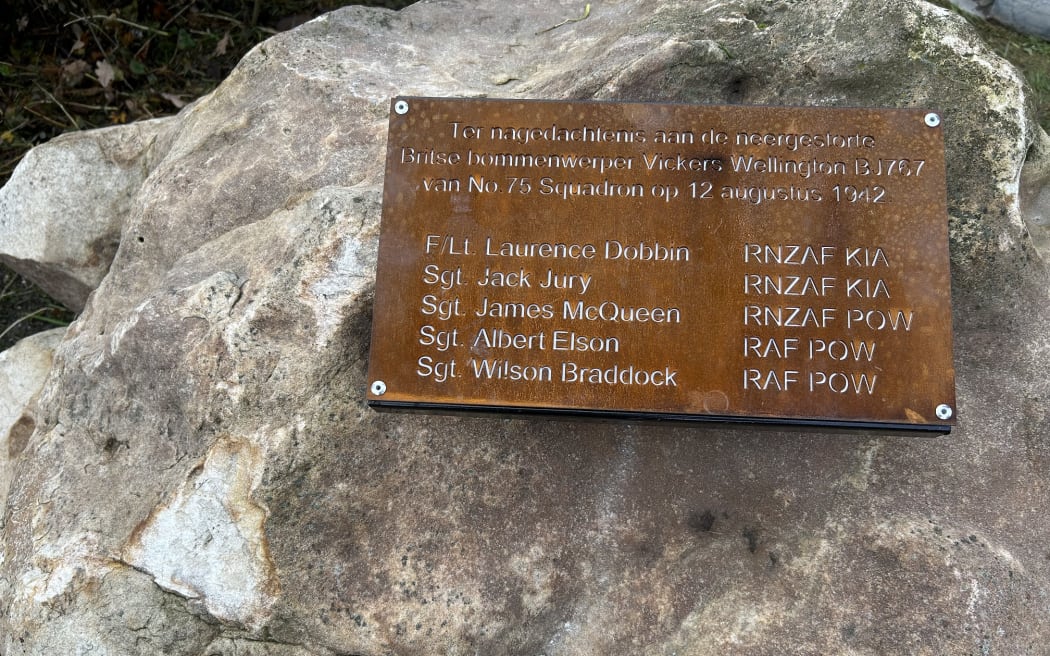 Ter nagedachtenis aan de neergestorte
Britse bommenwerper Vickers Wellington BJ767
van No.75 Squadron op 12 augustus 1942.
F/Lt. Laurence Dobbin RNZAF KIA
Sgt. Jack Jury RNZAF KIA
Sgt. James McQueen RNZAF POW
Sgt. Albert Elson RAF POW
Sgt. Wilson Braddock RAF POW